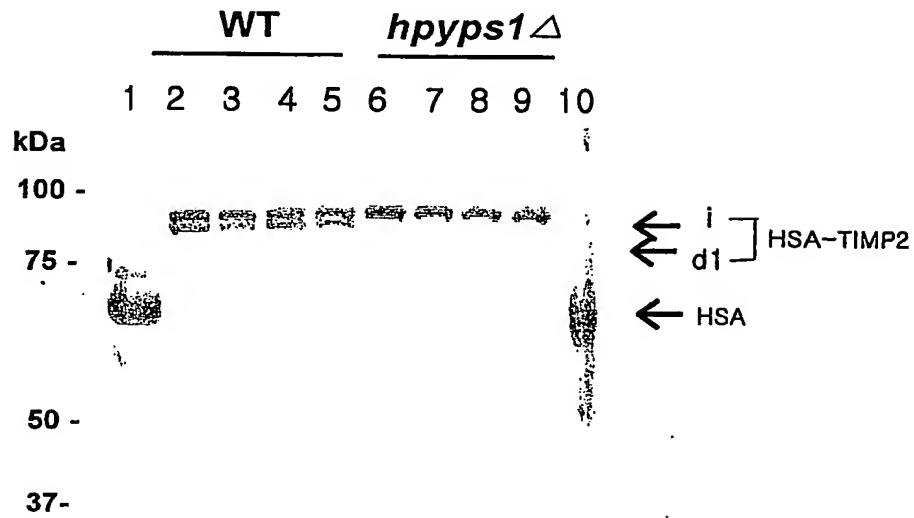 WT hpyps1△
1 2 3 4 5 6 7 8 9 10
kDa
100 -
i
HSA-TIMP2
75 -
d1
HSA
50 -
37-